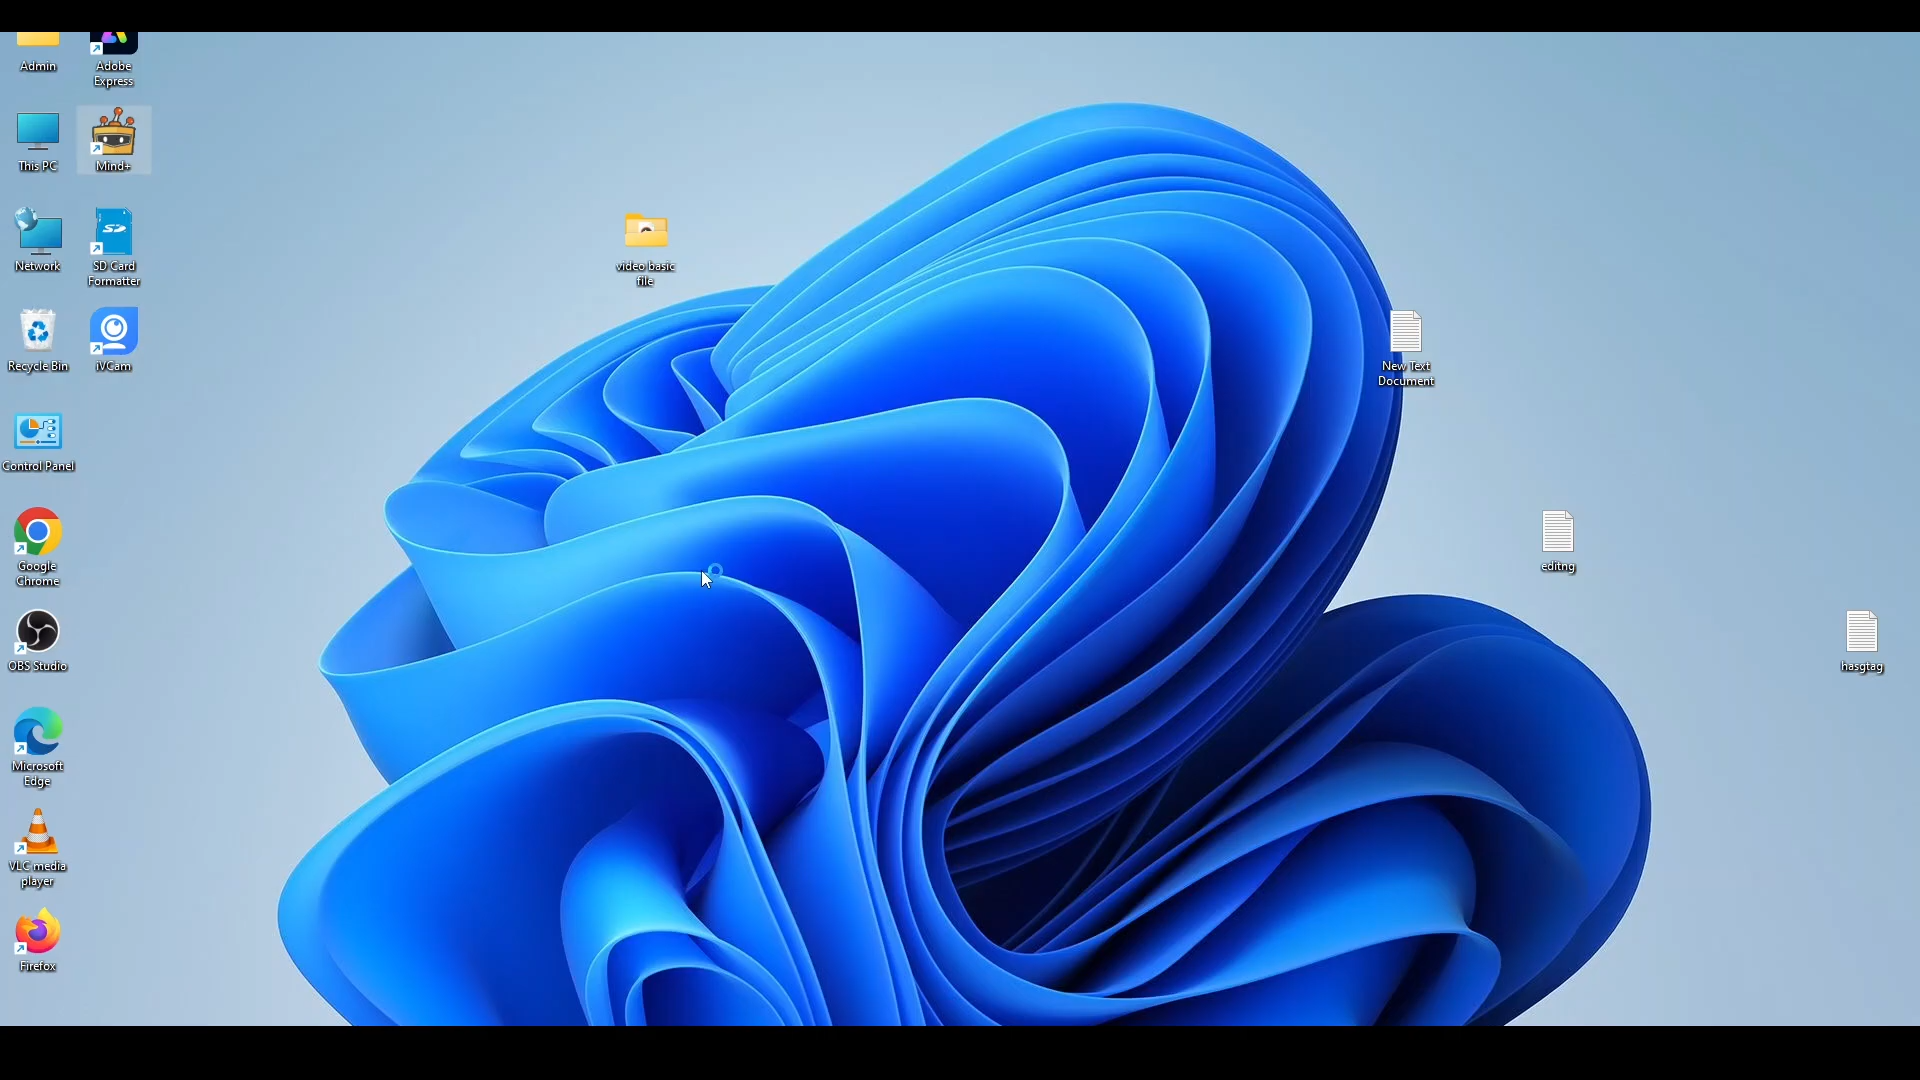 Admin
Adobe
Express
This PC
Mind+
Network
SD Card
Formatter
Recycle Bin
iVCam
Control Panel
Google
Chrome
OBS Studio
Microsoft
Edge
VLC media
player
Firefox
video basic
file
New Text
Document
editng
hasgtag